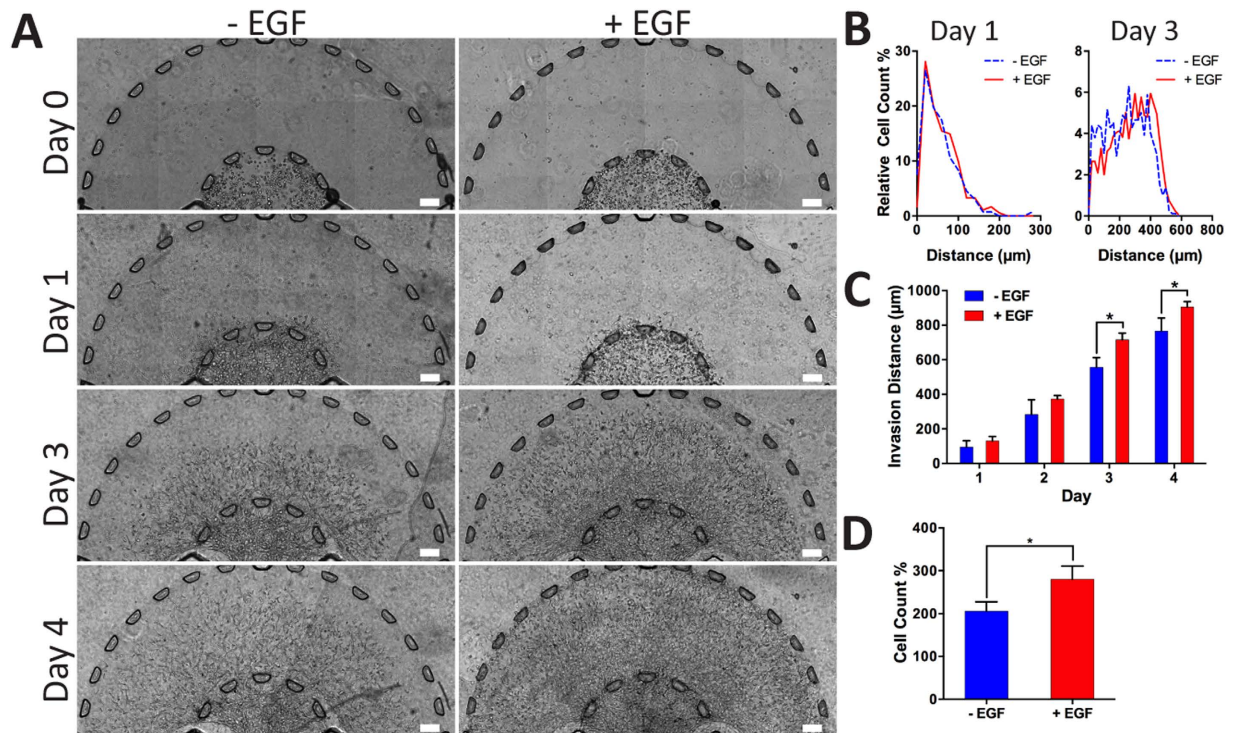 A
- EGF
+ EGF
Day 0
Day 1
Day 3
Day 4
B
Day 1
Day 3
Relative Cell Count %
30
20
10
0
0
100
200
300
Distance (µm)
- EGF
+ EGF
8
6
4
2
0
0
200
400
600
800
Distance (µm)
- EGF
+ EGF
C
Invasion Distance (µm)
1000
800
600
400
200
0
- EGF
+ EGF
*
*
1
2
3
4
Day
D
Cell Count %
400
300
200
100
0
*
- EGF
+ EGF